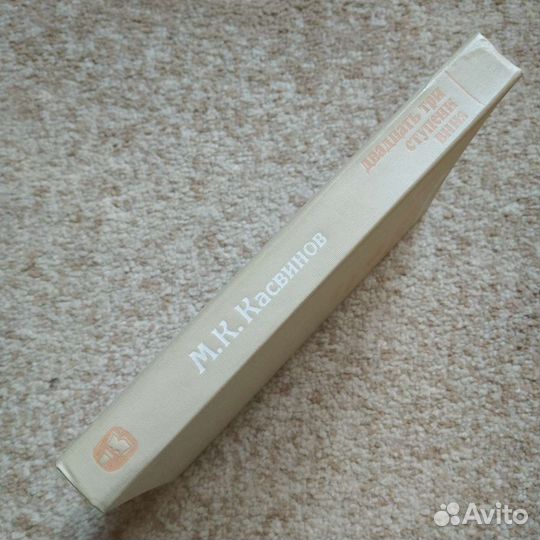 М. К. Касвинов
двадцать три
ступени
вниз
Avito